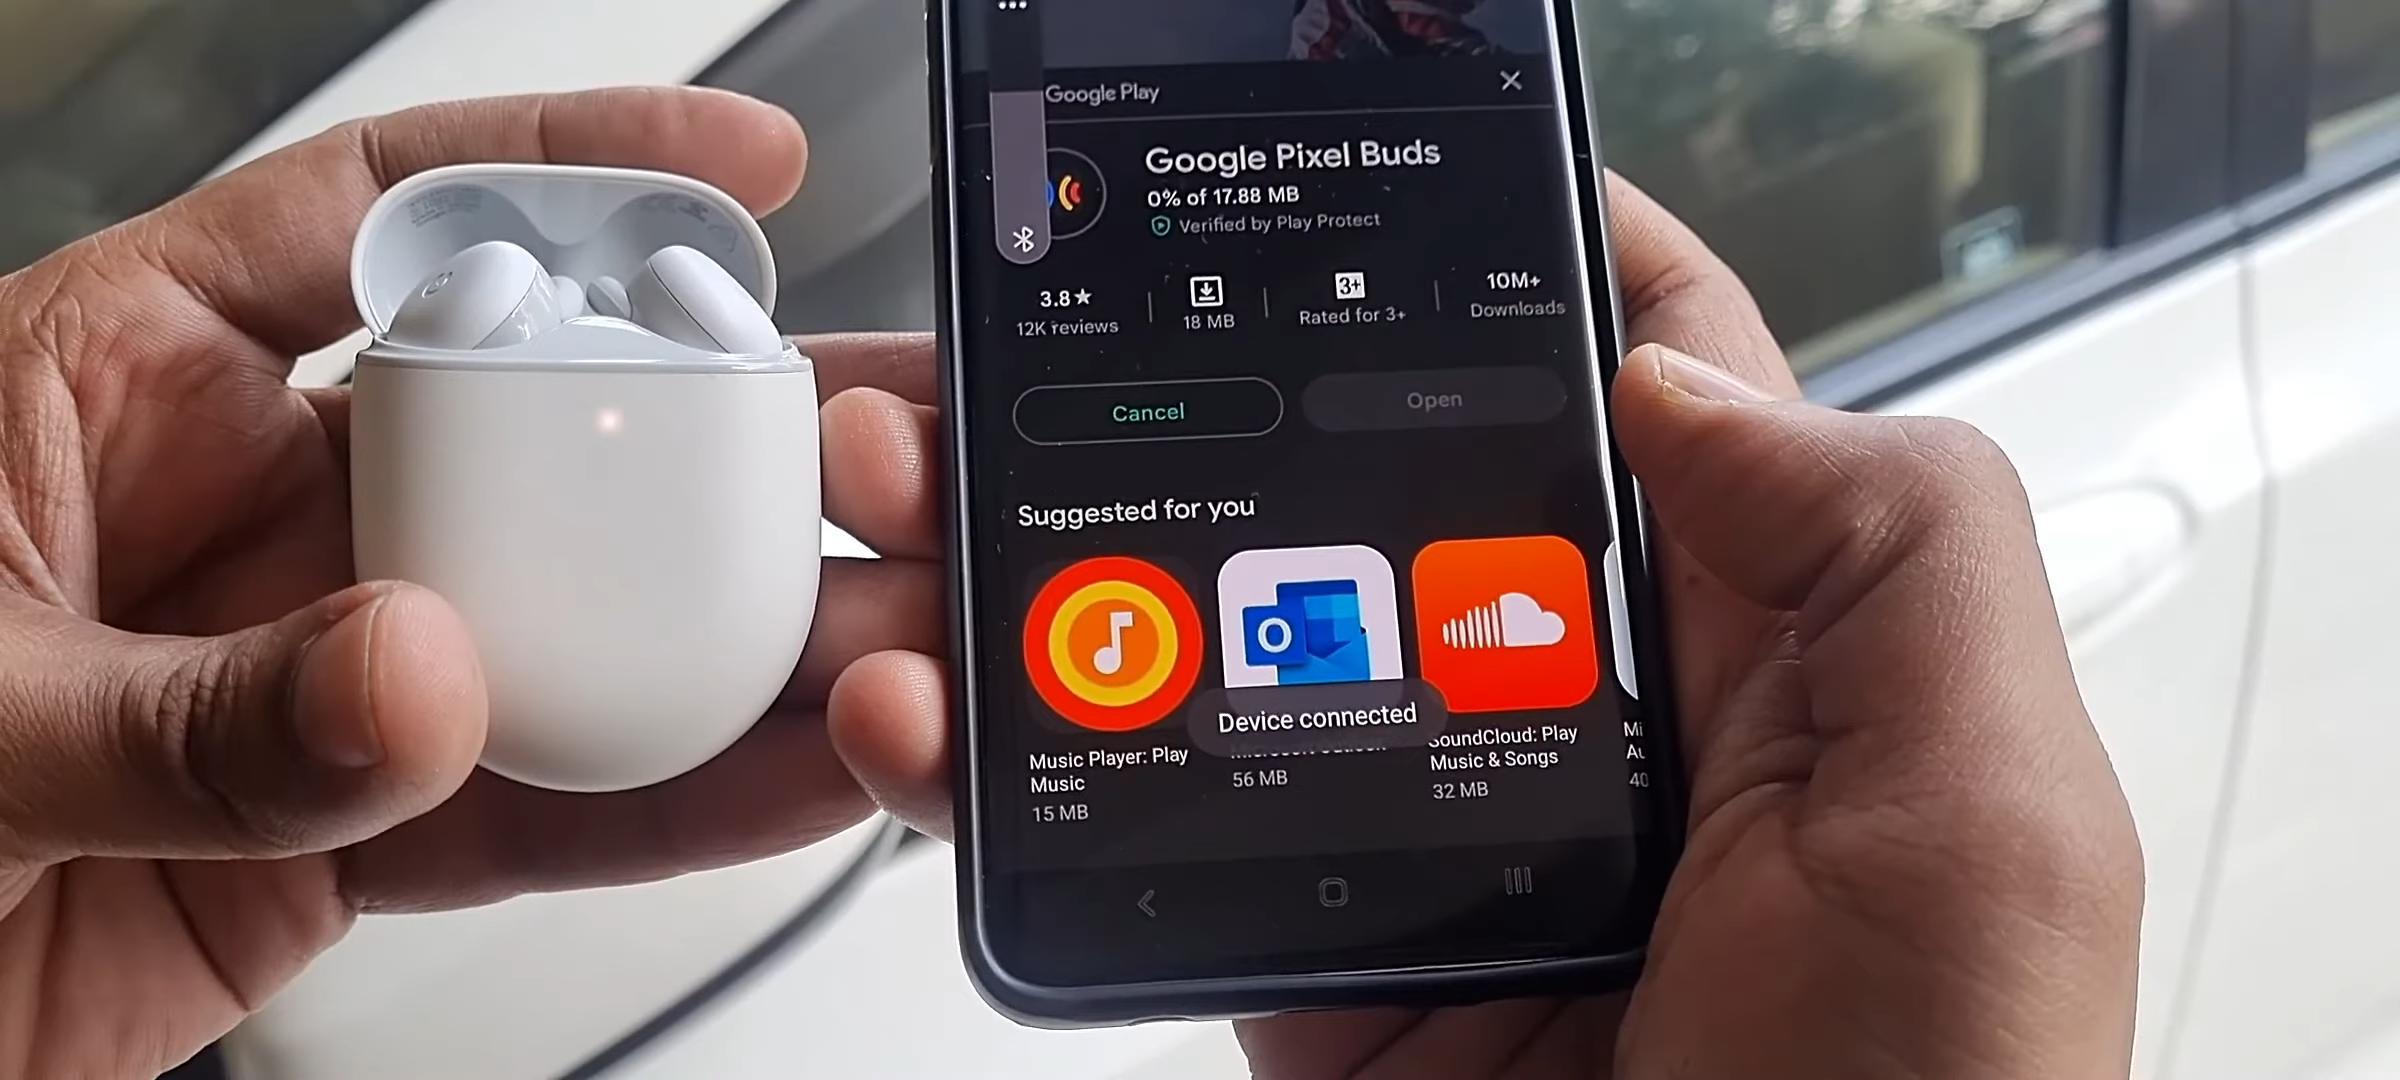 Google Play
Google Pixel Buds
0% of 17.88 MB
Verified by Play Protect
3.8★
12K reviews
18 MB
3+
Rated for 3+
10M+
Downloads
Cancel
Open
Suggested for you
O
Device connected
Music Player: Play
Music
15 MB
56 MB
SoundCloud: Play
Music & Songs
32 MB
Mi
40